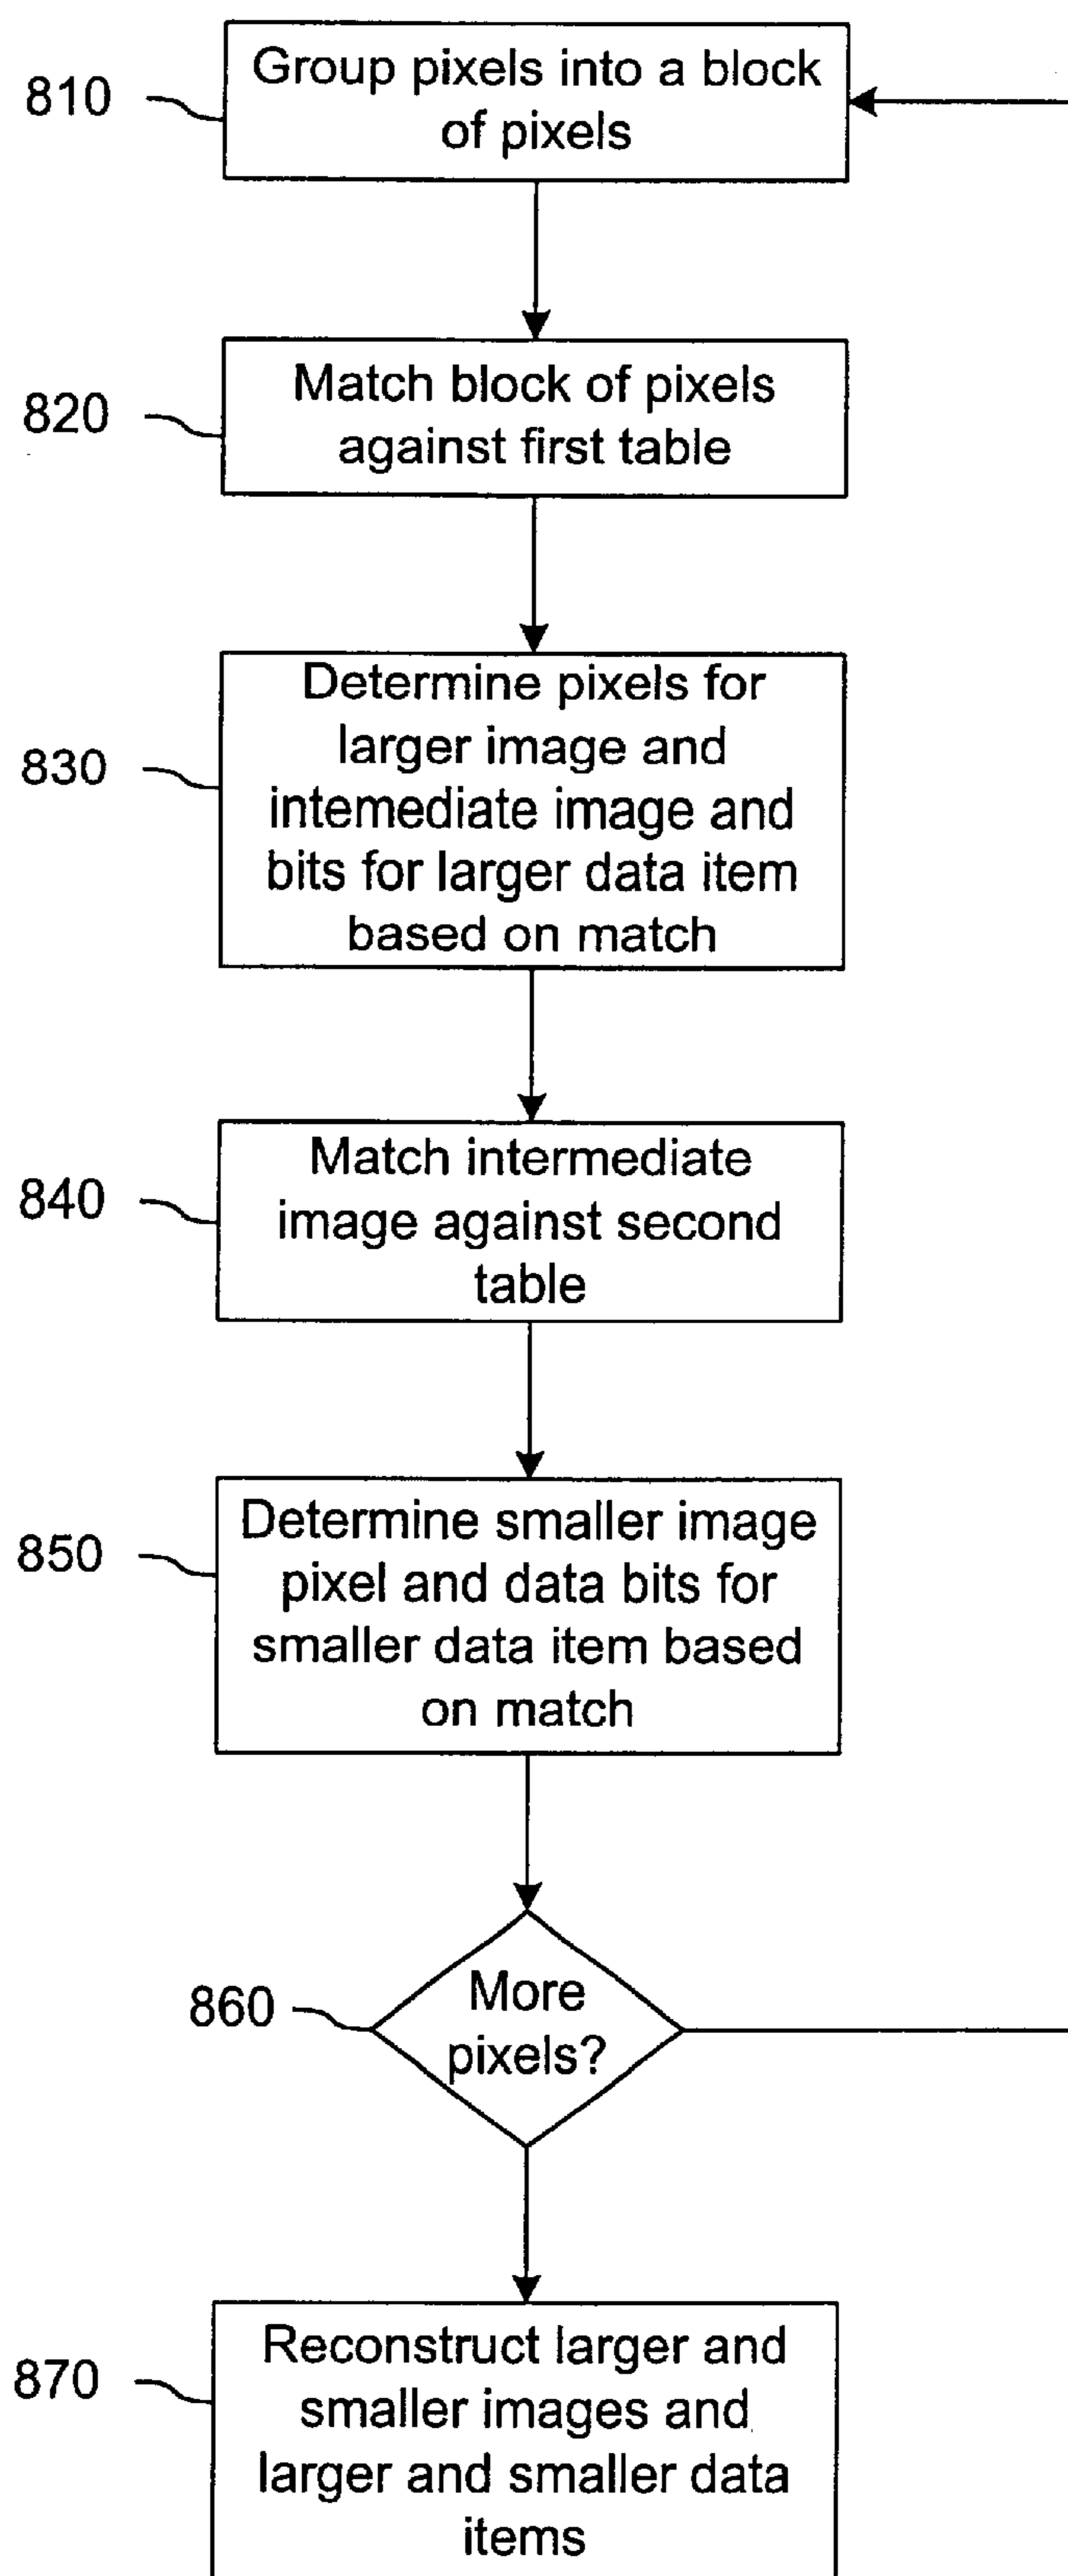 810
Group pixels into a block
of pixels
820
Match block of pixels
against first table
830
Determine pixels for
larger image and
intemediate image and
bits for larger data item
based on match
840
Match intermediate
image against second
table
850
Determine smaller image
pixel and data bits for
smaller data item based
on match
860
More
pixels?
870
Reconstruct larger and
smaller images and
larger and smaller data
items